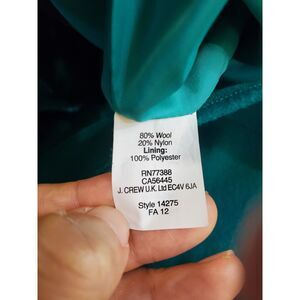 80% Wool
20% Nylon
Lining:
100% Polyester
RN77388
CA56445
J. CREW U.K. Ltd EC4V 6JA
Style 14275
FA 12